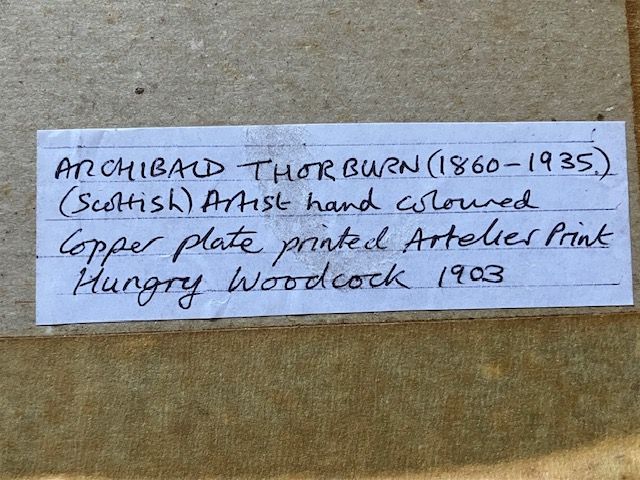 ARCHIBALD THORBURN (1860-1935.)
(Scottish) Artist hand coloured
Copper plate printed Artelier Print
Hungry Woodcock 1903